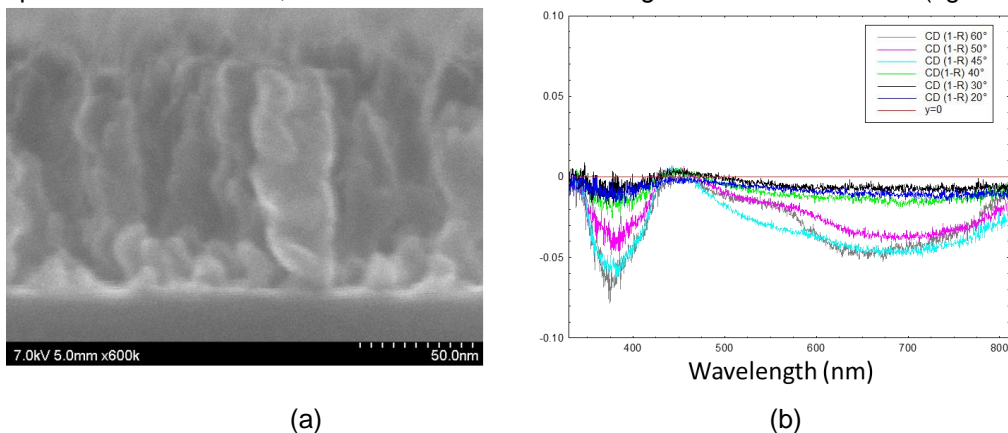 7.0kV 5.0mm x600k
50.0nm
(a)
0.10
0.05
0
-0.05
-0.10
CD (1-R) 60°
CD (1-R) 50°
CD (1-R) 45°
CD(1-R) 40°
CD (1-R) 30°
CD (1-R) 20°
y=0
400
500
600
700
800
Wavelength (nm)
(b)